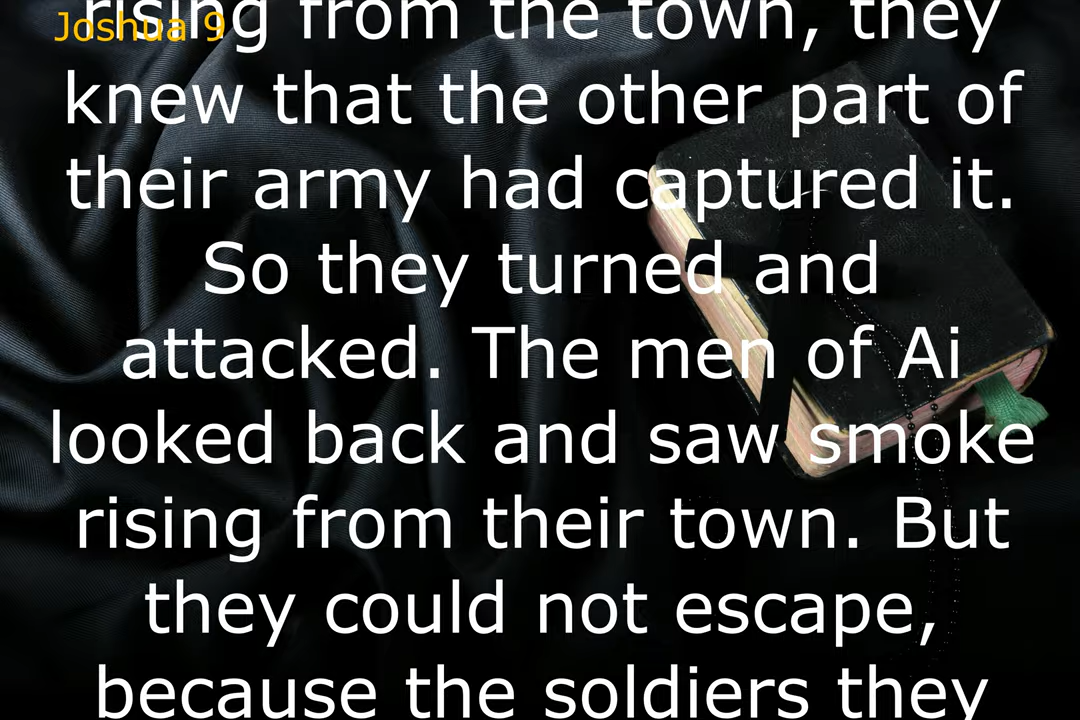 Joshua 9
rising from the town, they
knew that the other part of
their army had captured it.
So they turned and
attacked. The men of Ai
looked back and saw smoke
rising from their town. But
they could not escape,
because the soldiers they